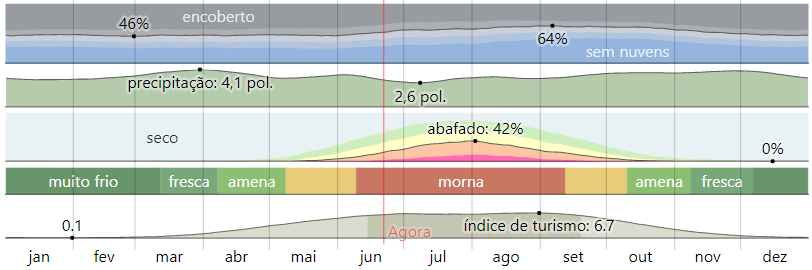 encoberto
46%
64%
sem nuvens
precipitação: 4,1 pol.
2,6 pol.
abafado: 42%
seco
0%
muito frio fresca amena morna amena fresca
0.1
índice de turismo: 6.7
Agora
jan fev mar abr mai jun jul ago set out nov dez